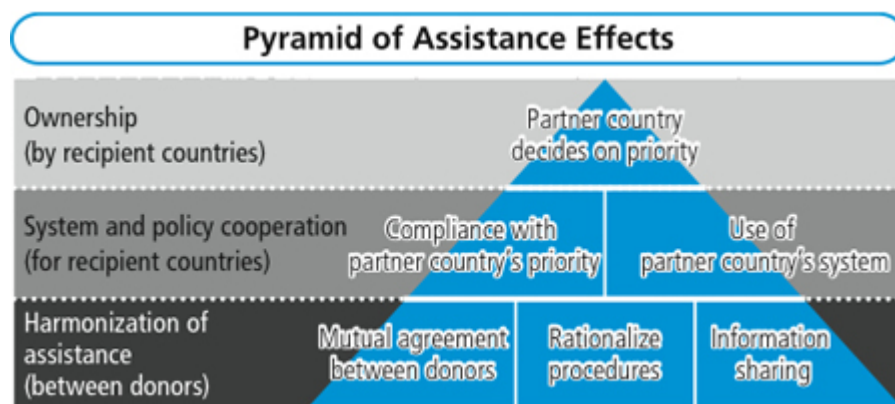 Pyramid of Assistance Effects
Ownership
(by recipient countries)
Partner country
decides on priority
System and policy cooperation
(for recipient countries)
Compliance with
partner country's priority
Use of
partner country's system
Harmonization of
assistance
(between donors)
Mutual agreement
between donors
Rationalize
procedures
Information
sharing